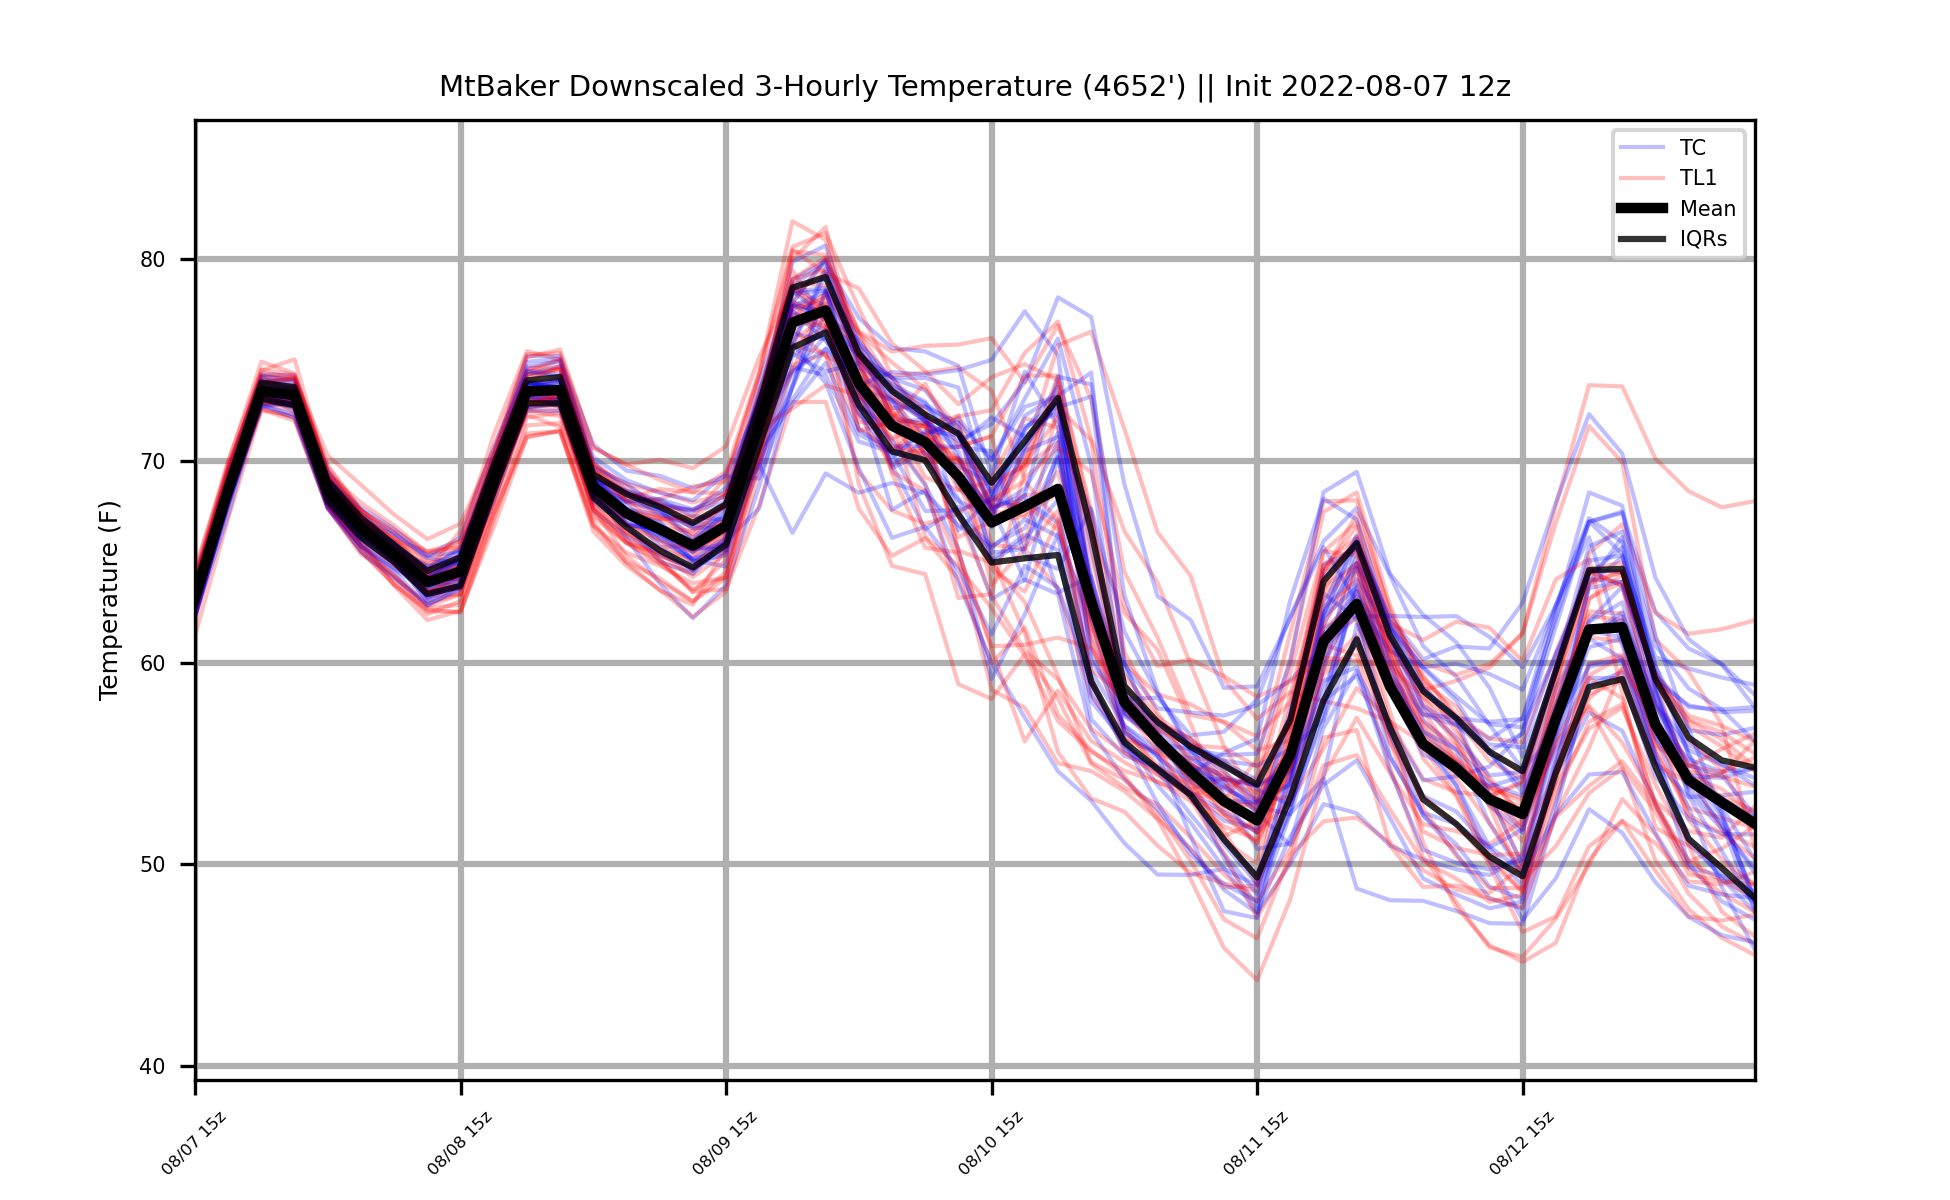 MtBaker Downscaled 3-Hourly Temperature (4652') || Init 2022-08-07 12z
TC
TL1
Mean
IQRs
Temperature (F)
80
70
60
50
40
08/07 15z
08/08 15z
08/09 15z
08/10 15z
08/11 15z
08/12 15z